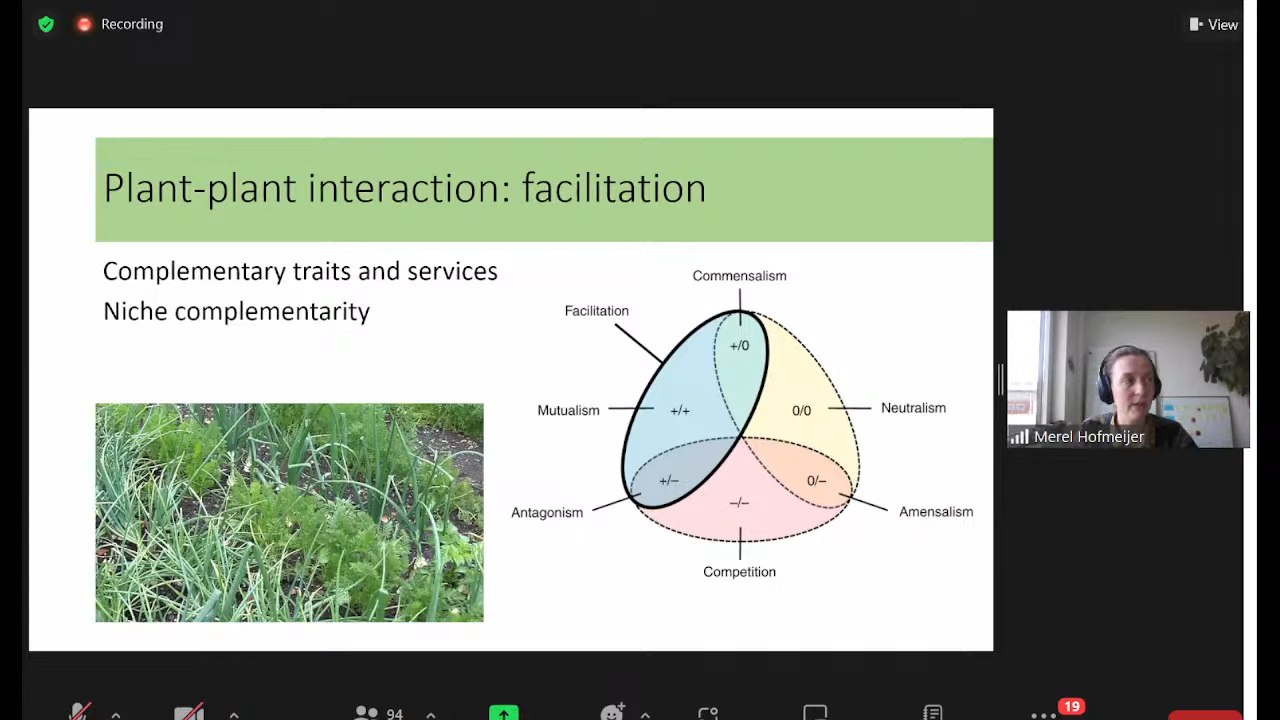 Recording
View
Plant-plant interaction: facilitation
Complementary traits and services
Niche complementarity
Commensalism
Facilitation
+/0
Mutualism
+/+
0/0
Neutralism
+/–
0/–
–/–
Antagonism
Amensalism
Competition
Merel Hofmeijer
94
19